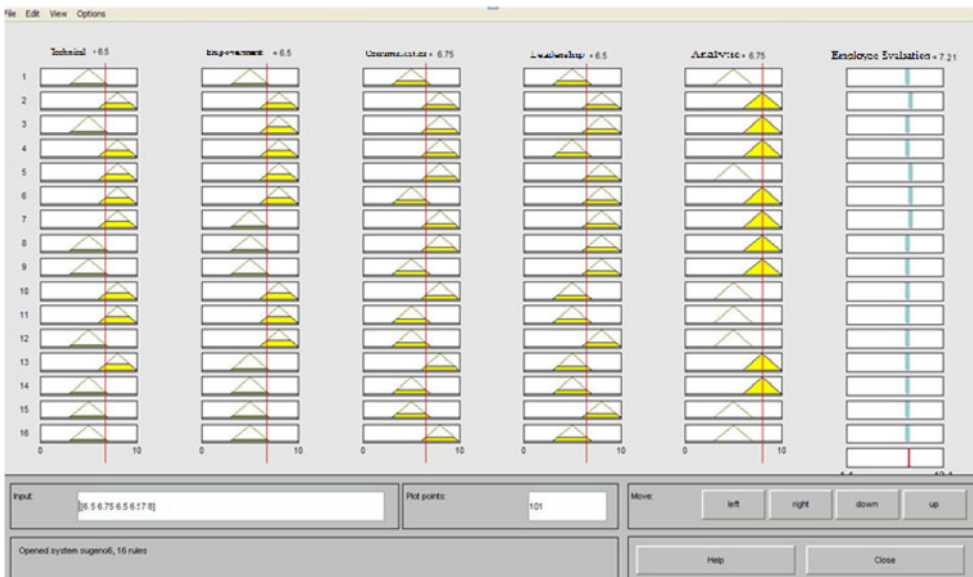 File Edit View Options
Technical = 6.5
Empowerment = 6.5
= 6.75
Leadership = 6.5
Analyse = 6.75
Employee Evaluation = 7.21
1
2
3
4
5
6
7
8
9
10
11
12
13
14
15
16
0 10
0 10
0 10
0 10
0 10
Input:
Plot points:
101
Move:
left
right
down
up
Opened system sugeno6, 16 rules
Help
Close